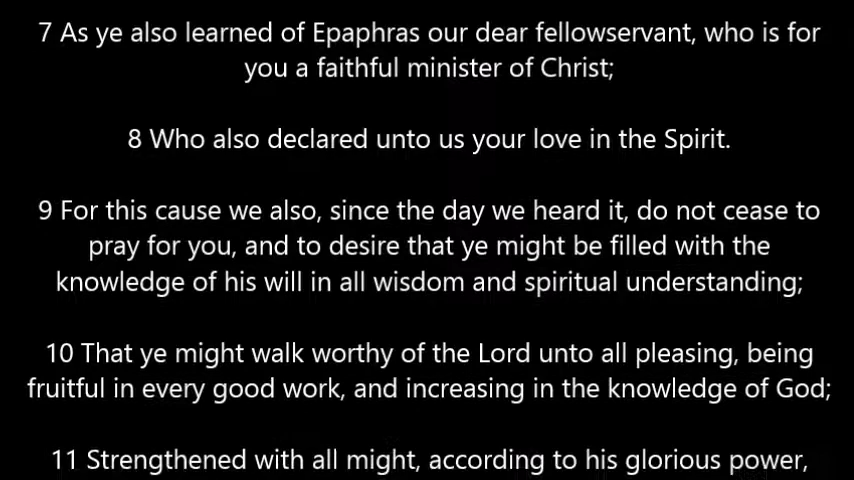 7 As ye also learned of Epaphras our dear fellowservant, who is for
you a faithful minister of Christ;
8 Who also declared unto us your love in the Spirit.
9 For this cause we also, since the day we heard it, do not cease to
pray for you, and to desire that ye might be filled with the
knowledge of his will in all wisdom and spiritual understanding;
10 That ye might walk worthy of the Lord unto all pleasing, being
fruitful in every good work, and increasing in the knowledge of God;
11 Strengthened with all might, according to his glorious power,